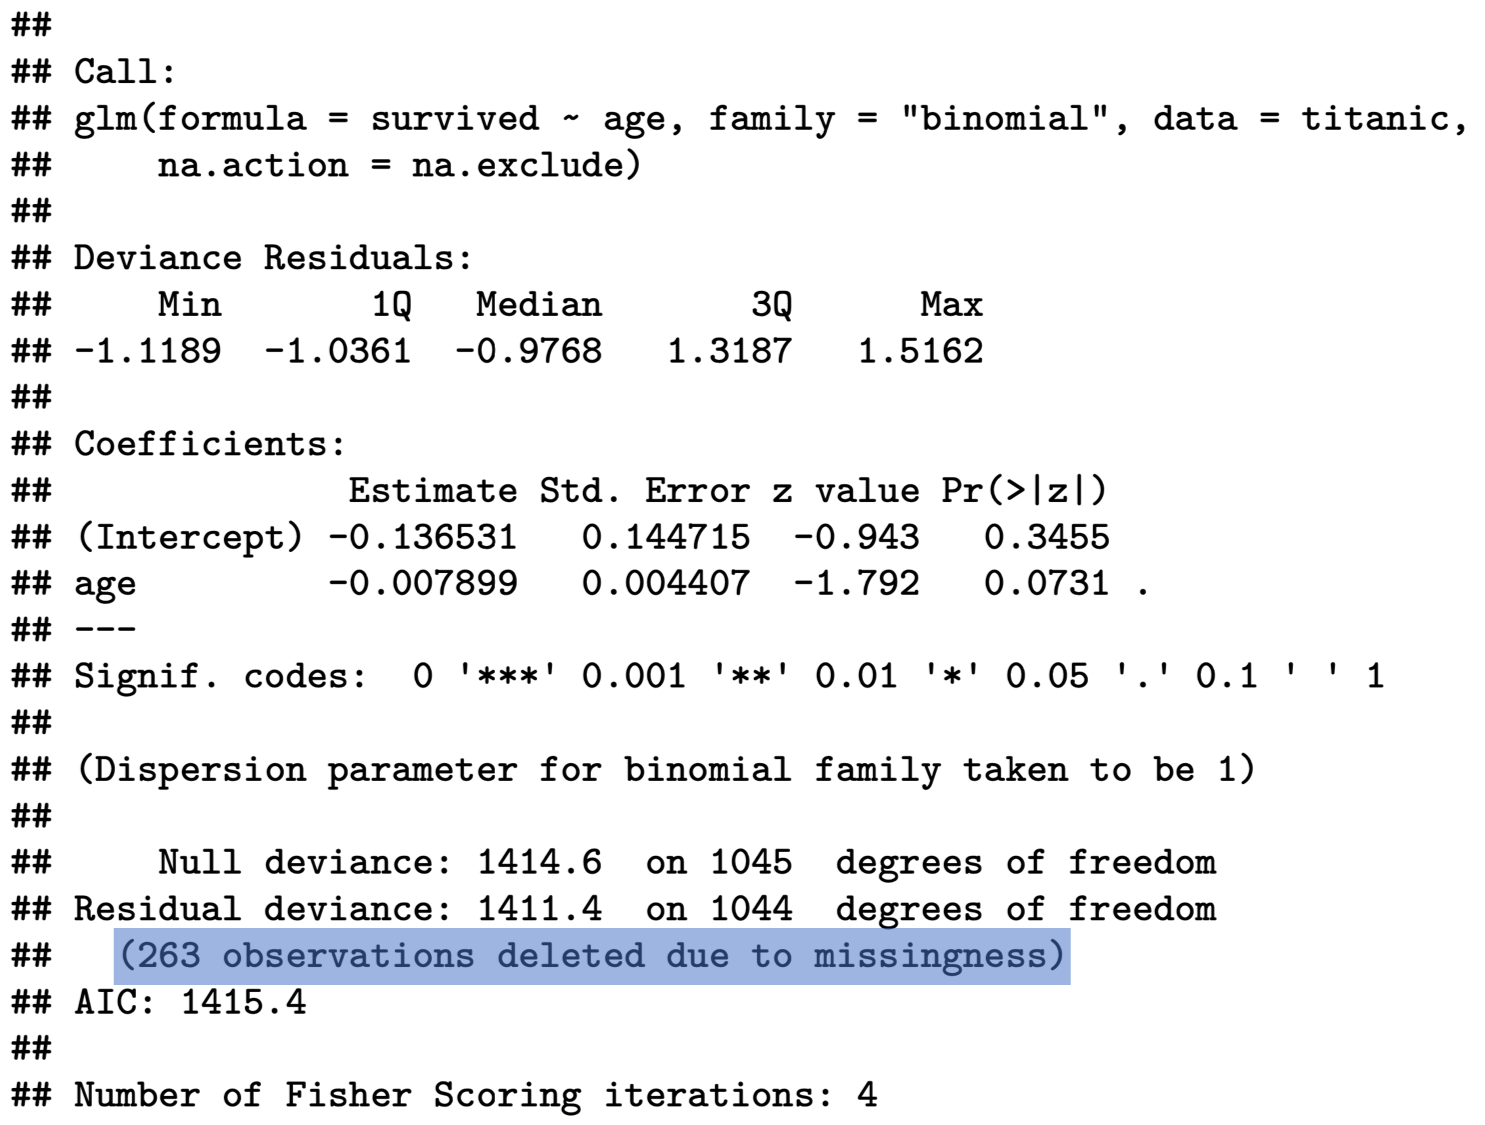 ##
## Call:
## glm(formula = survived ~ age, family = "binomial", data = titanic,
##     na.action = na.exclude)
##
## Deviance Residuals:
##     Min       1Q   Median       3Q      Max
## -1.1189  -1.0361  -0.9768   1.3187   1.5162
##
## Coefficients:
##              Estimate Std. Error z value Pr(>|z|)
## (Intercept) -0.136531   0.144715  -0.943   0.3455
## age         -0.007899   0.004407  -1.792   0.0731 .
## ---
## Signif. codes:  0 '***' 0.001 '**' 0.01 '*' 0.05 '.' 0.1 ' ' 1
##
## (Dispersion parameter for binomial family taken to be 1)
##
##     Null deviance: 1414.6  on 1045  degrees of freedom
## Residual deviance: 1411.4  on 1044  degrees of freedom
##   (263 observations deleted due to missingness)
## AIC: 1415.4
##
## Number of Fisher Scoring iterations: 4